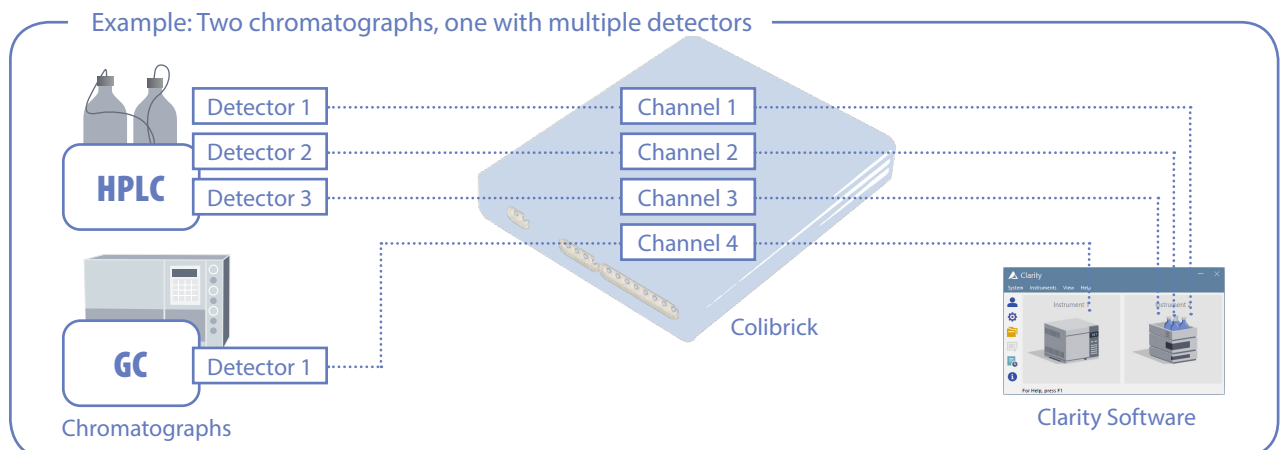 Example: Two chromatographs, one with multiple detectors
HPLC
Detector 1
Detector 2
Detector 3
Channel 1
Channel 2
Channel 3
Channel 4
Colibrick
GC
Detector 1
Chromatographs
Clarity
System Instruments View Help
Instrument 1
Instrument 2
For Help, press F1
Clarity Software